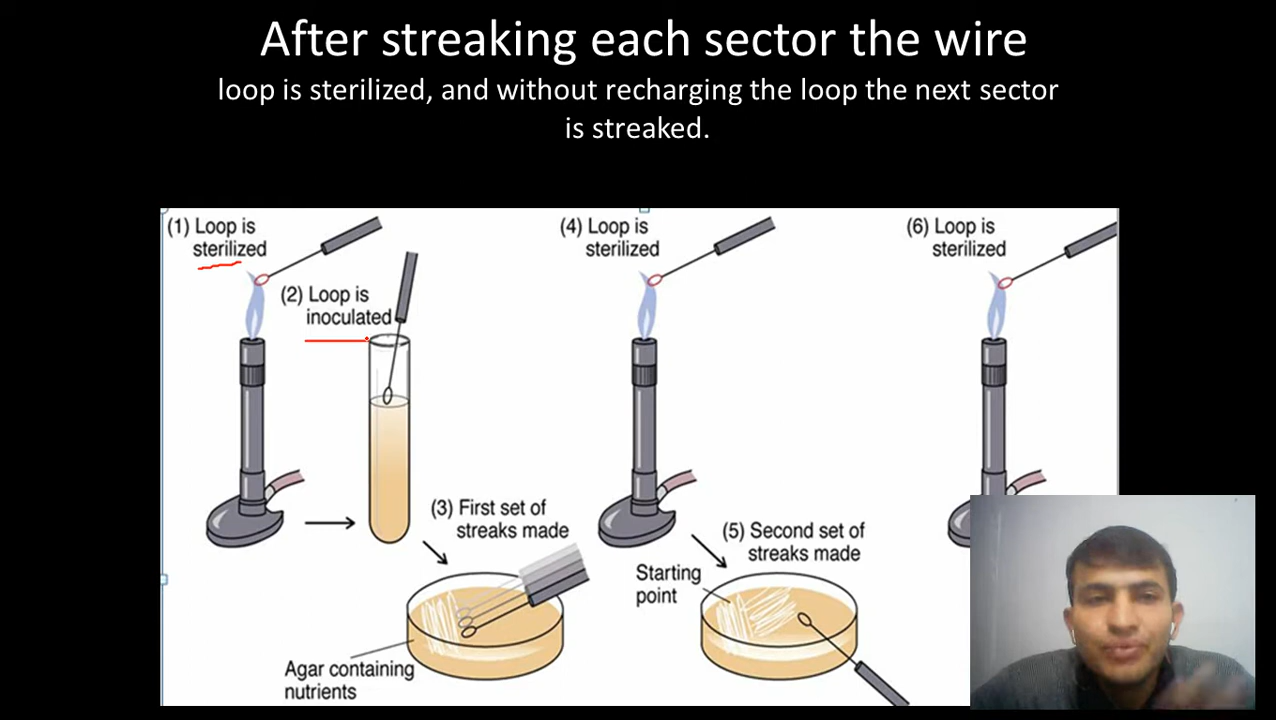 After streaking each sector the wire
loop is sterilized, and without recharging the loop the next sector
is streaked.
(1) Loop is
sterilized
(2) Loop is
inoculated
(3) First set of
streaks made
Agar containing
nutrients
(4) Loop is
sterilized
(5) Second set of
streaks made
Starting
point
(6) Loop is
sterilized